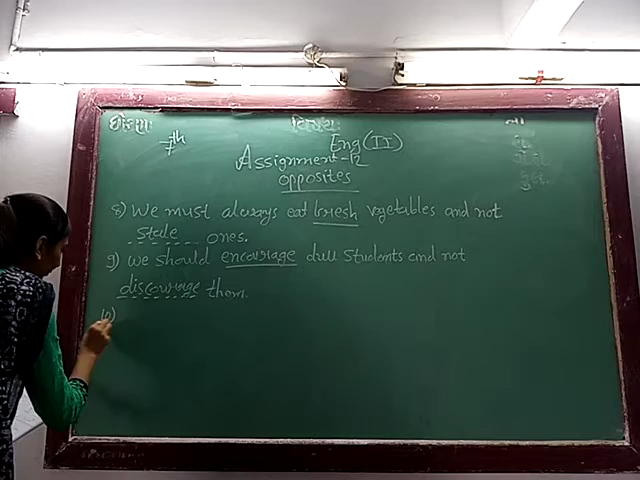 ધોરણ: વિષય: તા
7th Eng (II)
Assignment-12
opposites
8) We must always eat fresh vegetables and not
stale ones.
9) We should encourage dull students and not
discourage them.
10)